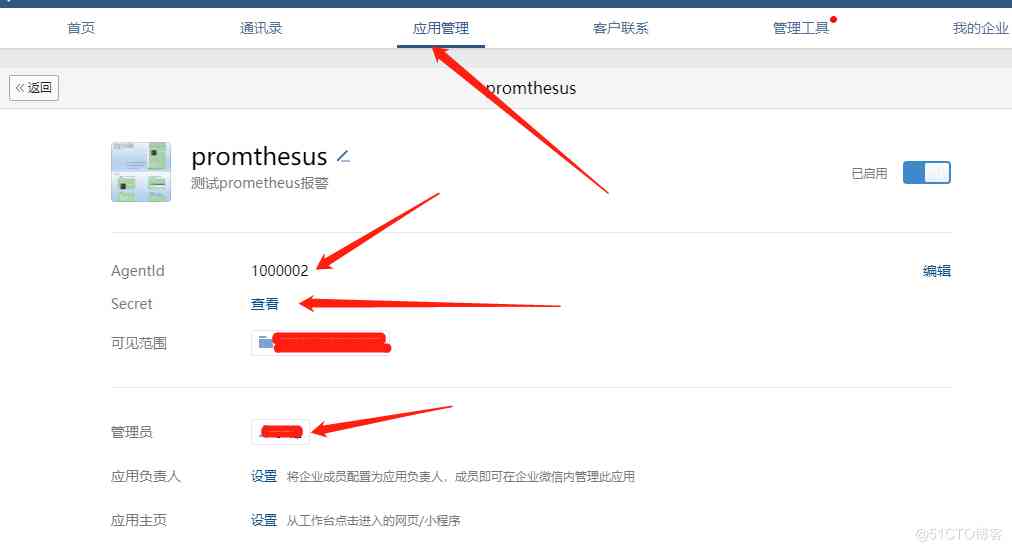 首页 通讯录 应用管理 客户联系 管理工具 我的企业
返回 promthesus
promthesus
测试prometheus报警
已启用
AgentId 1000002 编辑
Secret 查看
可见范围
管理员
应用负责人 设置 将企业成员配置为应用负责人，成员即可在企业微信内管理此应用
应用主页 设置 从工作台点击进入的网页/小程序
@51CTO博客